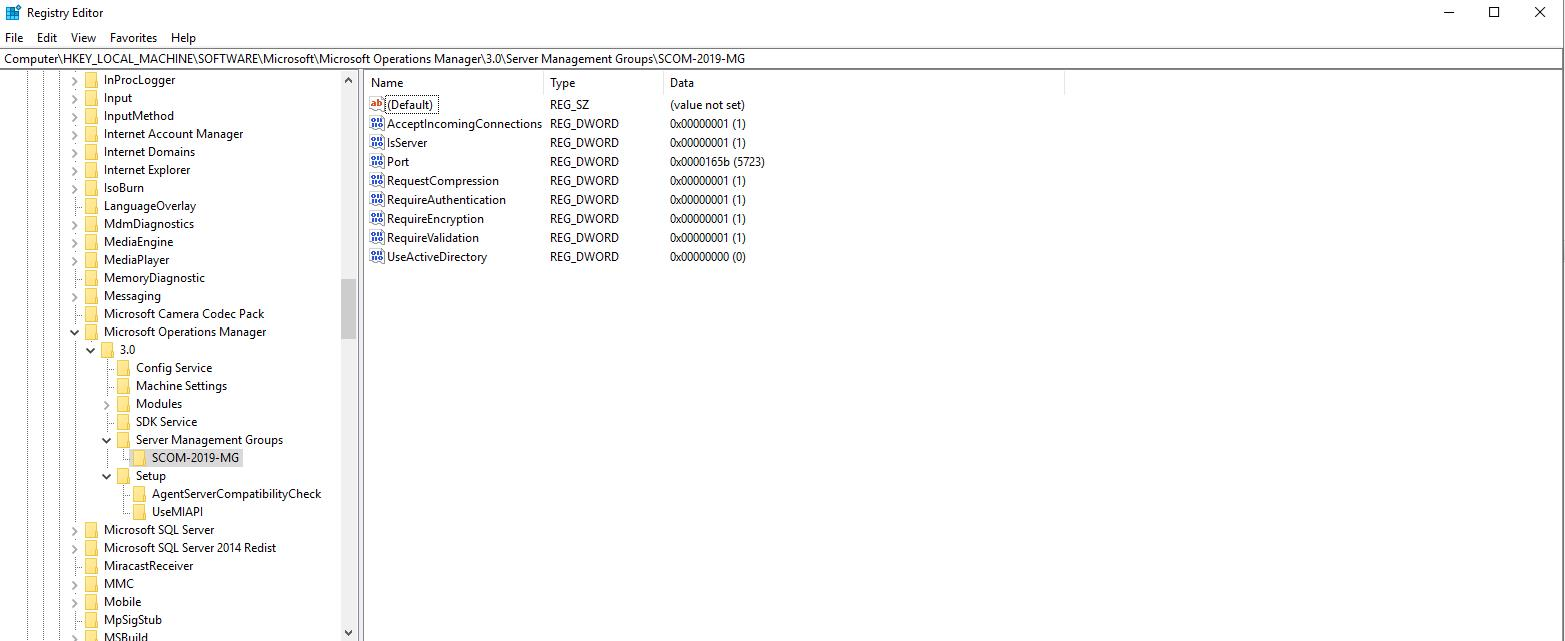 Registry Editor
File Edit View Favorites Help
Computer\HKEY_LOCAL_MACHINE\SOFTWARE\Microsoft\Microsoft Operations Manager\3.0\Server Management Groups\SCOM-2019-MG
InProcLogger
Input
InputMethod
Internet Account Manager
Internet Domains
Internet Explorer
IsoBurn
LanguageOverlay
MdmDiagnostics
MediaEngine
MediaPlayer
MemoryDiagnostic
Messaging
Microsoft Camera Codec Pack
Microsoft Operations Manager
3.0
Config Service
Machine Settings
Modules
SDK Service
Server Management Groups
SCOM-2019-MG
Setup
AgentServerCompatibilityCheck
UseMIAPI
Microsoft SQL Server
Microsoft SQL Server 2014 Redist
MiracastReceiver
MMC
Mobile
MpSigStub
MSBuild
Name Type Data
(Default) REG_SZ (value not set)
AcceptIncomingConnections REG_DWORD 0x00000001 (1)
IsServer REG_DWORD 0x00000001 (1)
Port REG_DWORD 0x0000165b (5723)
RequestCompression REG_DWORD 0x00000001 (1)
RequireAuthentication REG_DWORD 0x00000001 (1)
RequireEncryption REG_DWORD 0x00000001 (1)
RequireValidation REG_DWORD 0x00000001 (1)
UseActiveDirectory REG_DWORD 0x00000000 (0)